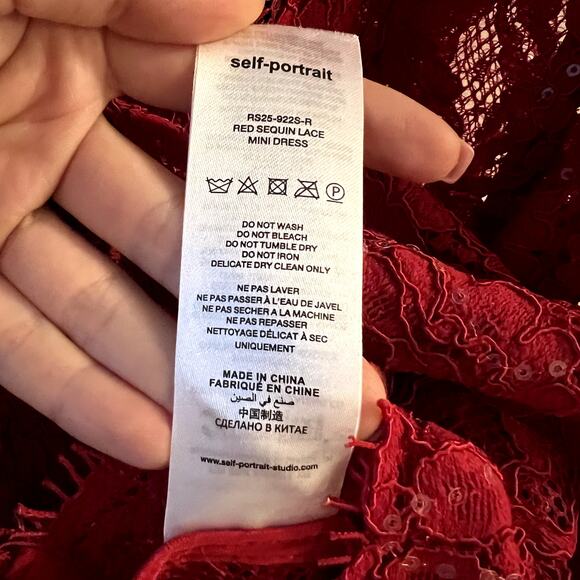 self-portrait
RS25-922S-R
RED SEQUIN LACE
MINI DRESS
P
DO NOT WASH
DO NOT BLEACH
DO NOT TUMBLE DRY
DO NOT IRON
DELICATE DRY CLEAN ONLY
NE PAS LAVER
NE PAS PASSER À L'EAU DE JAVEL
NE PAS SECHER A LA MACHINE
NE PAS REPASSER
NETTOYAGE DÉLICAT À SEC
UNIQUEMENT
MADE IN CHINA
FABRIQUÉ EN CHINE
صنع في الصين
中国制造
СДЕЛАНО В КИТАЕ
www.self-portrait-studio.com